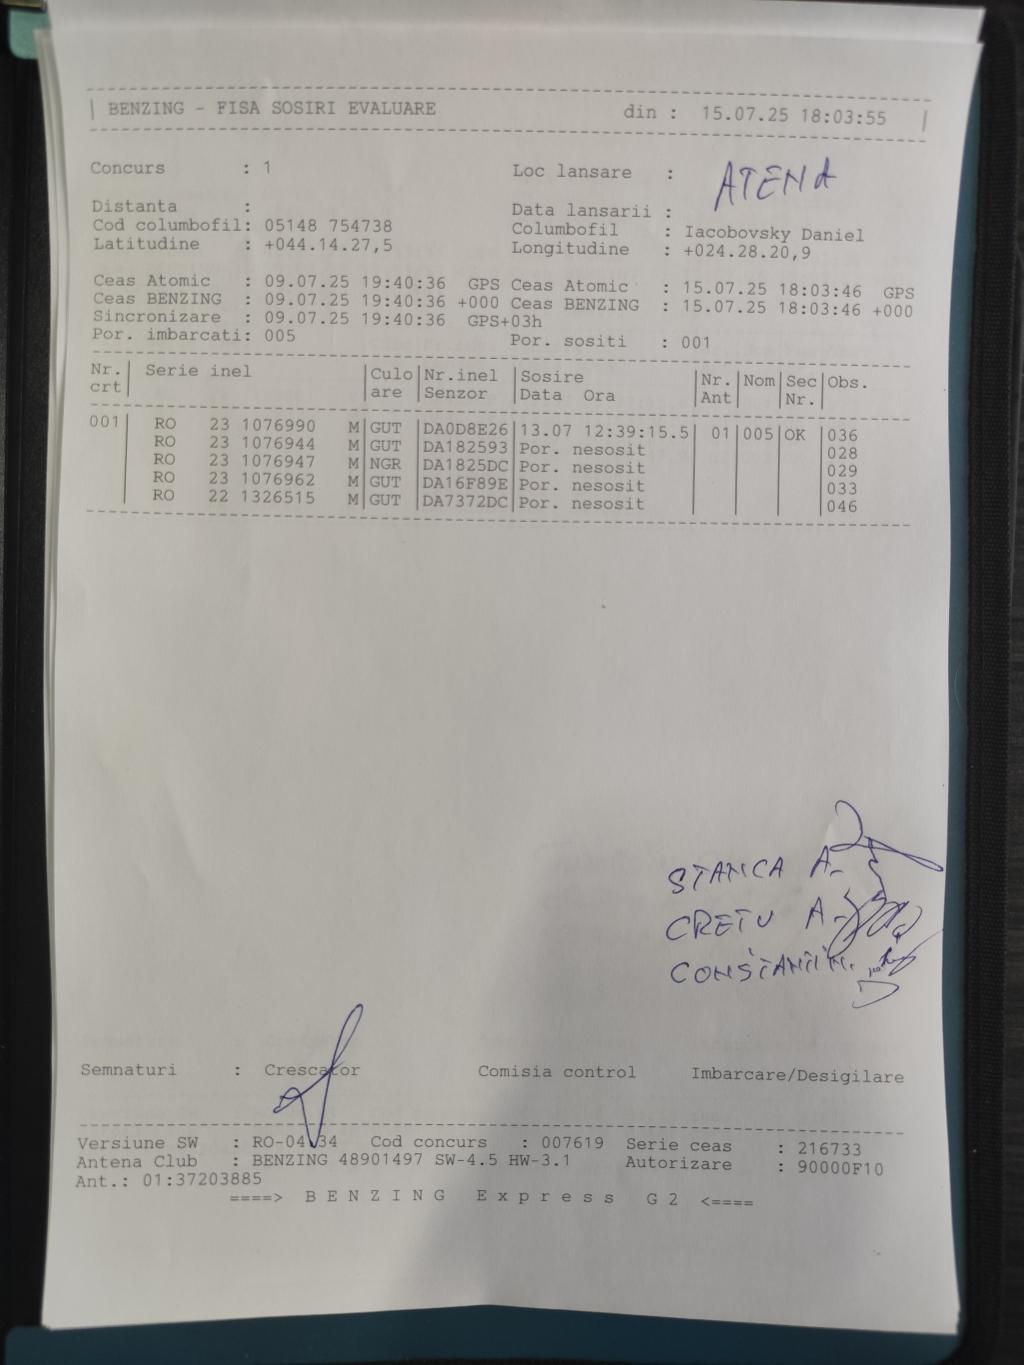 BENZING - FISA SOSIRI EVALUARE din : 15.07.25 18:03:55
Concurs : 1 Loc lansare : ATENA
Distanta : Data lansarii :
Cod columbofil: 05148 754738 Columbofil : Iacobovsky Daniel
Latitudine : +044.14.27,5 Longitudine : +024.28.20,9
Ceas Atomic : 09.07.25 19:40:36 GPS Ceas Atomic : 15.07.25 18:03:46 GPS
Ceas BENZING : 09.07.25 19:40:36 +000 Ceas BENZING : 15.07.25 18:03:46 +000
Sincronizare : 09.07.25 19:40:36 GPS+03h
Por. imbarcati: 005 Por. sositi : 001
Nr. Serie inel Culo Nr.inel Sosire Nr. Nom Sec Obs.
crt are Senzor Data Ora Ant Nr.
001 RO 23 1076990 M GUT DA0D8E26 13.07 12:39:15.5 01 005 OK 036
RO 23 1076944 M GUT DA182593 Por. nesosit 028
RO 23 1076947 M NGR DA1825DC Por. nesosit 029
RO 23 1076962 M GUT DA16F89E Por. nesosit 033
RO 22 1326515 M GUT DA7372DC Por. nesosit 046
STANCA A.
CRETU A.
CONSTANTIN.
Semnaturi : Crescator Comisia control Imbarcare/Desigilare
Versiune SW : RO-04.34 Cod concurs : 007619 Serie ceas : 216733
Antena Club : BENZING 48901497 SW-4.5 HW-3.1 Autorizare : 90000F10
Ant.: 01:37203885
====> BENZING Express G2 <====